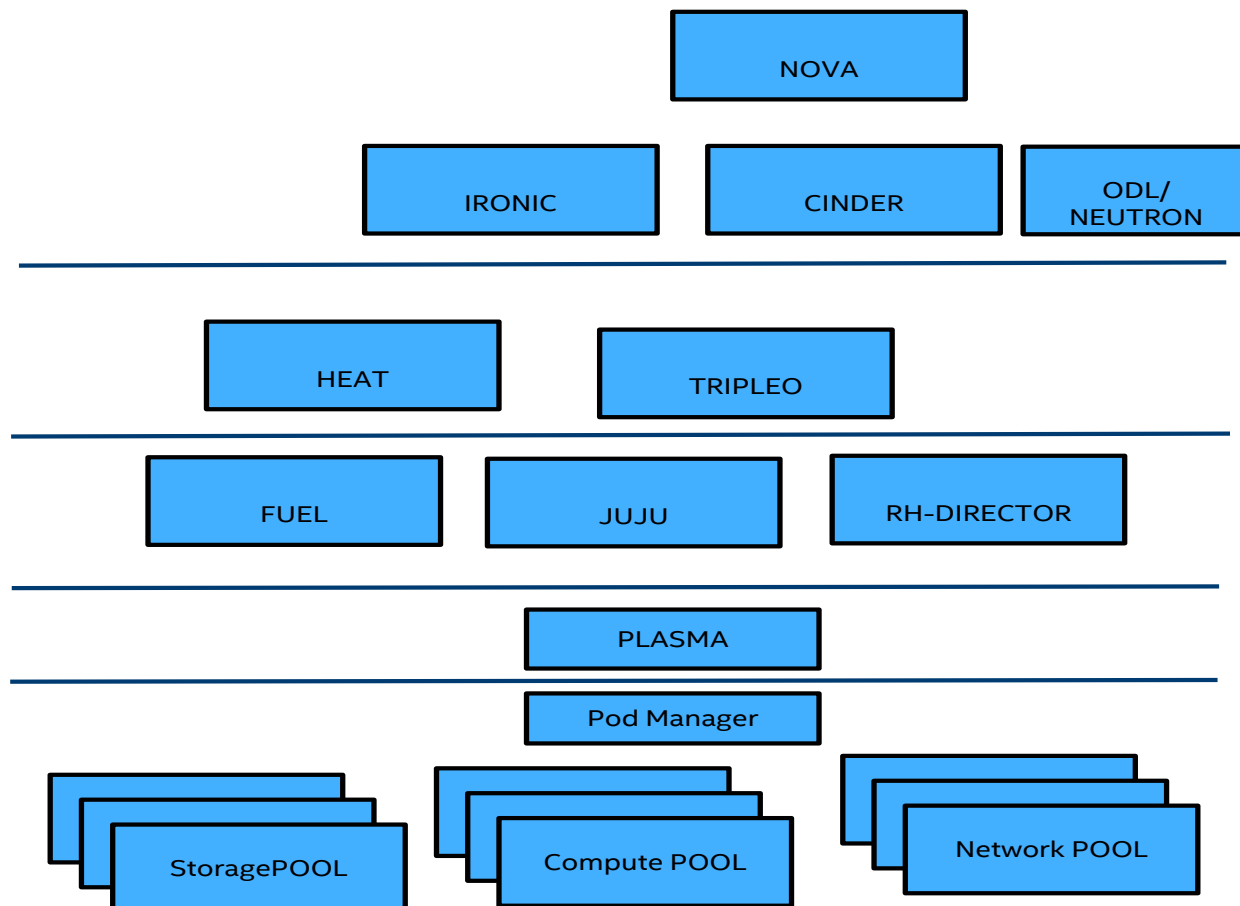 NOVA
IRONIC
CINDER
ODL/
NEUTRON
HEAT
TRIPLEO
FUEL
JUJU
RH-DIRECTOR
PLASMA
Pod Manager
StoragePOOL
Compute POOL
Network POOL